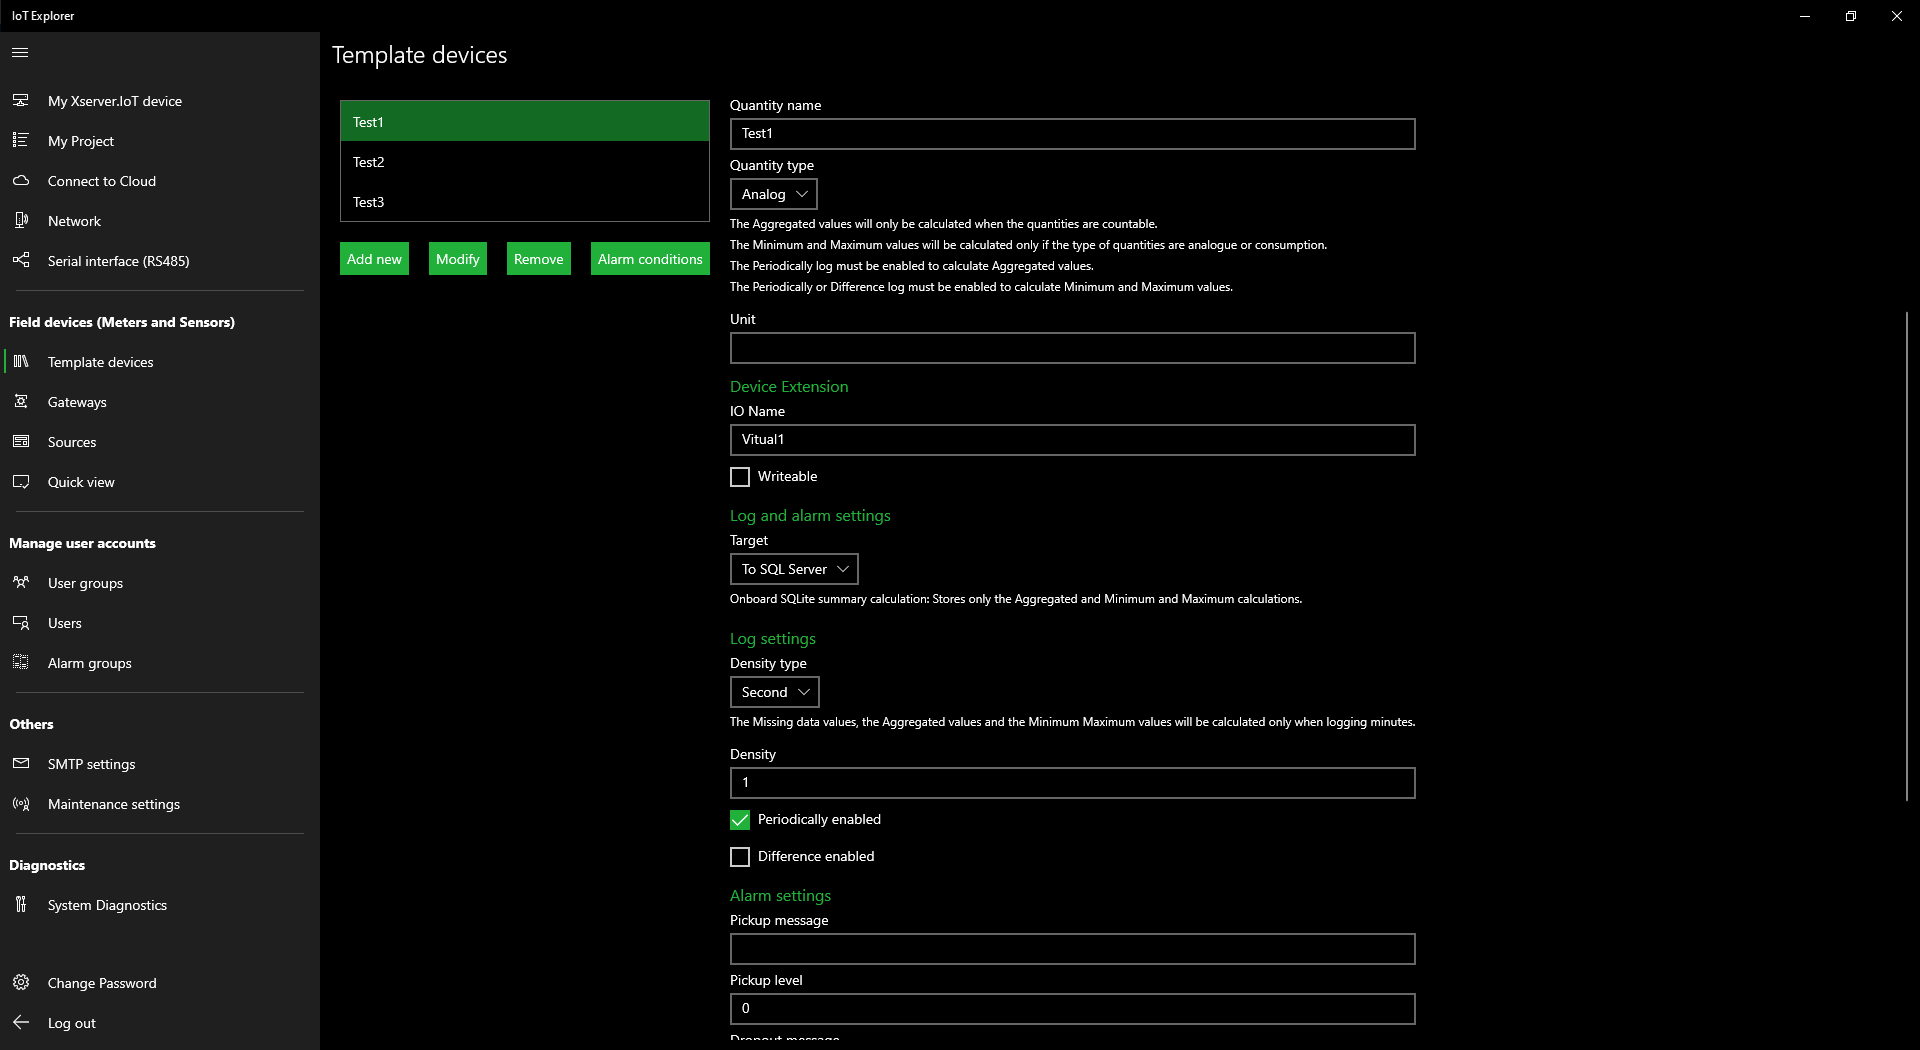 IoT Explorer
My Xserver.IoT device
My Project
Connect to Cloud
Network
Serial interface (RS485)
Field devices (Meters and Sensors)
Template devices
Gateways
Sources
Quick view
Manage user accounts
User groups
Users
Alarm groups
Others
SMTP settings
Maintenance settings
Diagnostics
System Diagnostics
Change Password
Log out
Template devices
Test1
Test2
Test3
Add new
Modify
Remove
Alarm conditions
Quantity name
Test1
Quantity type
Analog
The Aggregated values will only be calculated when the quantities are countable.
The Minimum and Maximum values will be calculated only if the type of quantities are analogue or consumption.
The Periodically log must be enabled to calculate Aggregated values.
The Periodically or Difference log must be enabled to calculate Minimum and Maximum values.
Unit
Device Extension
IO Name
Vitual1
Writeable
Log and alarm settings
Target
To SQL Server
Onboard SQLite summary calculation: Stores only the Aggregated and Minimum and Maximum calculations.
Log settings
Density type
Second
The Missing data values, the Aggregated values and the Minimum Maximum values will be calculated only when logging minutes.
Density
1
Periodically enabled
Difference enabled
Alarm settings
Pickup message
Pickup level
0
Dropout message